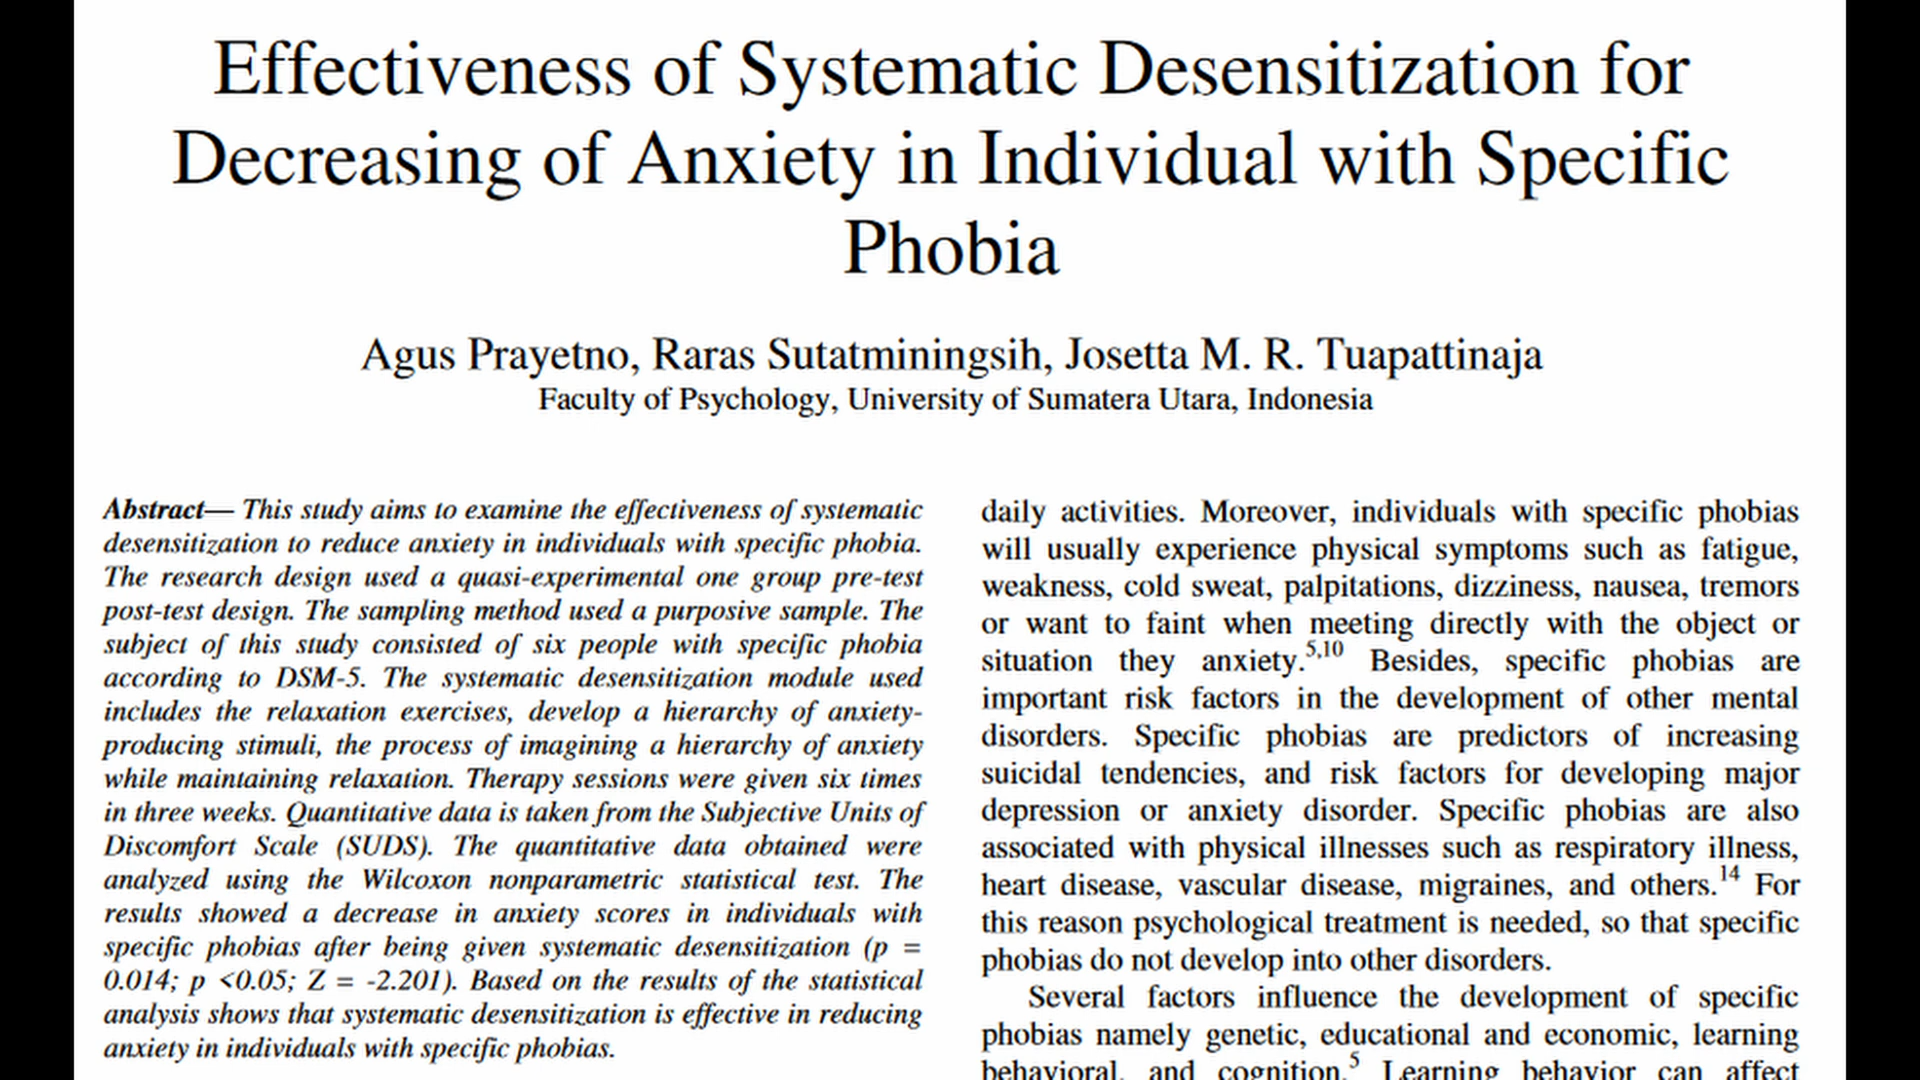 Effectiveness of Systematic Desensitization for
Decreasing of Anxiety in Individual with Specific
Phobia
Agus Prayetno, Raras Sutatminingsih, Josetta M. R. Tuapattinaja
Faculty of Psychology, University of Sumatera Utara, Indonesia
Abstract— This study aims to examine the effectiveness of systematic
desensitization to reduce anxiety in individuals with specific phobia.
The research design used a quasi-experimental one group pre-test
post-test design. The sampling method used a purposive sample. The
subject of this study consisted of six people with specific phobia
according to DSM-5. The systematic desensitization module used
includes the relaxation exercises, develop a hierarchy of anxiety-
producing stimuli, the process of imagining a hierarchy of anxiety
while maintaining relaxation. Therapy sessions were given six times
in three weeks. Quantitative data is taken from the Subjective Units of
Discomfort Scale (SUDS). The quantitative data obtained were
analyzed using the Wilcoxon nonparametric statistical test. The
results showed a decrease in anxiety scores in individuals with
specific phobias after being given systematic desensitization (p =
0.014; p <0.05; Z = -2.201). Based on the results of the statistical
analysis shows that systematic desensitization is effective in reducing
anxiety in individuals with specific phobias.
daily activities. Moreover, individuals with specific phobias
will usually experience physical symptoms such as fatigue,
weakness, cold sweat, palpitations, dizziness, nausea, tremors
or want to faint when meeting directly with the object or
situation they anxiety.5,10 Besides, specific phobias are
important risk factors in the development of other mental
disorders. Specific phobias are predictors of increasing
suicidal tendencies, and risk factors for developing major
depression or anxiety disorder. Specific phobias are also
associated with physical illnesses such as respiratory illness,
heart disease, vascular disease, migraines, and others.14 For
this reason psychological treatment is needed, so that specific
phobias do not develop into other disorders.
Several factors influence the development of specific
phobias namely genetic, educational and economic, learning
behavioral, and cognition.5 Learning behavior can affect